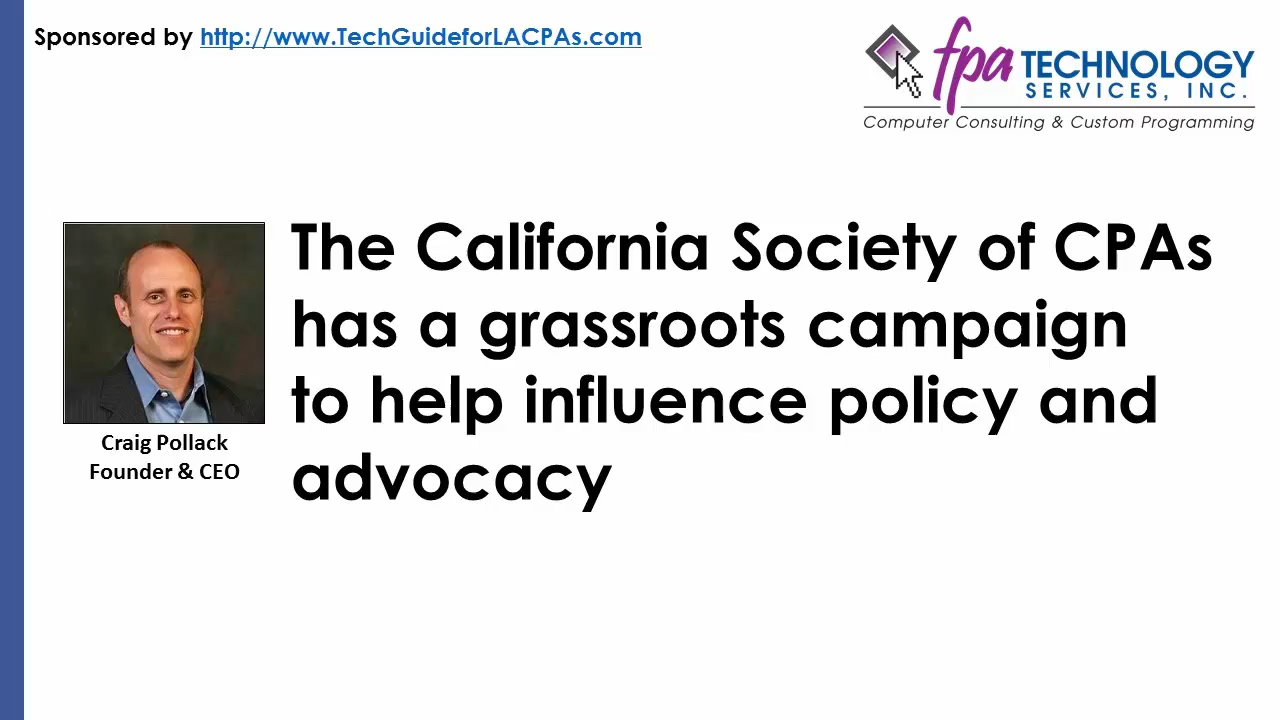 Sponsored by http://www.TechGuideforLACPAs.com
fpa TECHNOLOGY
SERVICES, INC.
Computer Consulting & Custom Programming
The California Society of CPAs
has a grassroots campaign
to help influence policy and
advocacy
Craig Pollack
Founder & CEO